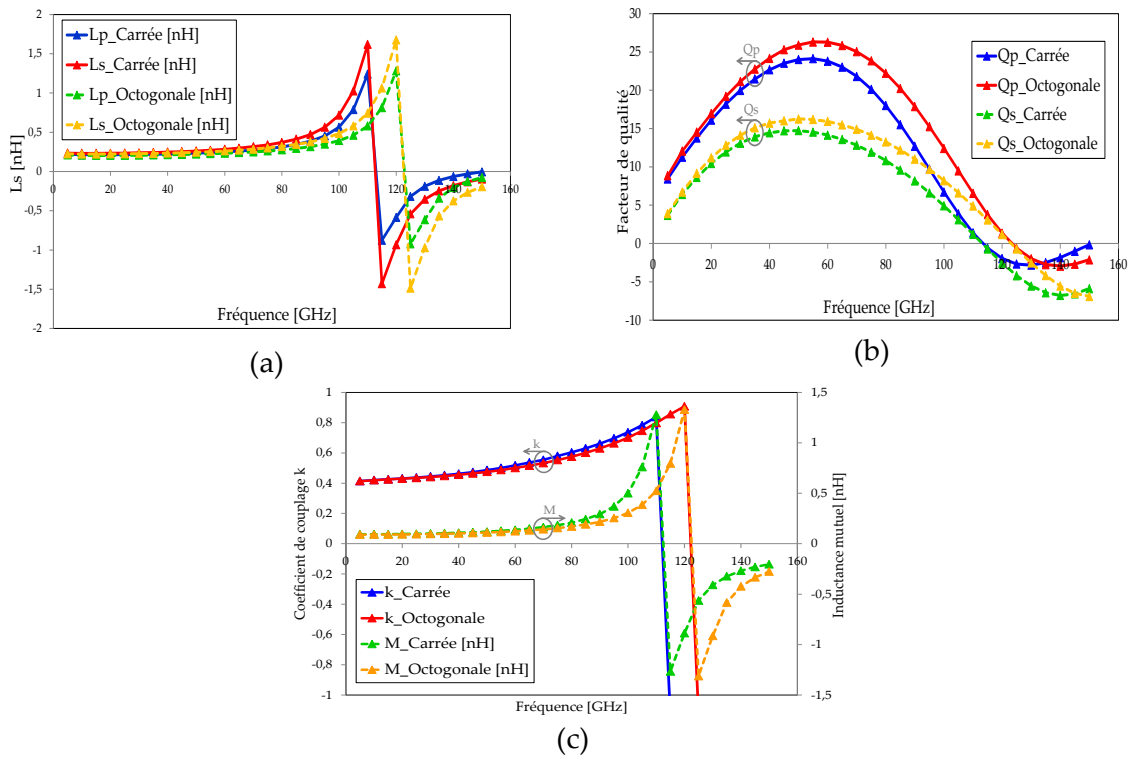 Ls [nH]
2
1,5
1
0,5
0
-0,5
-1
-1,5
-2
0 20 40 60 80 100 120 140 160
Lp_Carrée [nH]
Ls_Carrée [nH]
Lp_Octogonale [nH]
Ls_Octogonale [nH]
Fréquence [GHz]
(a)
Facteur de qualité
30
25
20
15
10
5
0
-5
-10
0 20 40 60 80 100 120 140 160
Qp
Qs
Qp_Carrée
Qp_Octogonale
Qs_Carrée
Qs_Octogonale
Fréquence [GHz]
(b)
Coefficient de couplage k
1
0,8
0,6
0,4
0,2
0
-0,2
-0,4
-0,6
-0,8
-1
0 20 40 60 80 100 120 140 160
k
M
k_Carrée
k_Octogonale
M_Carrée [nH]
M_Octogonale [nH]
1,5
1
0,5
0
-0,5
-1
-1,5
Inductance mutuel [nH]
Fréquence [GHz]
(c)